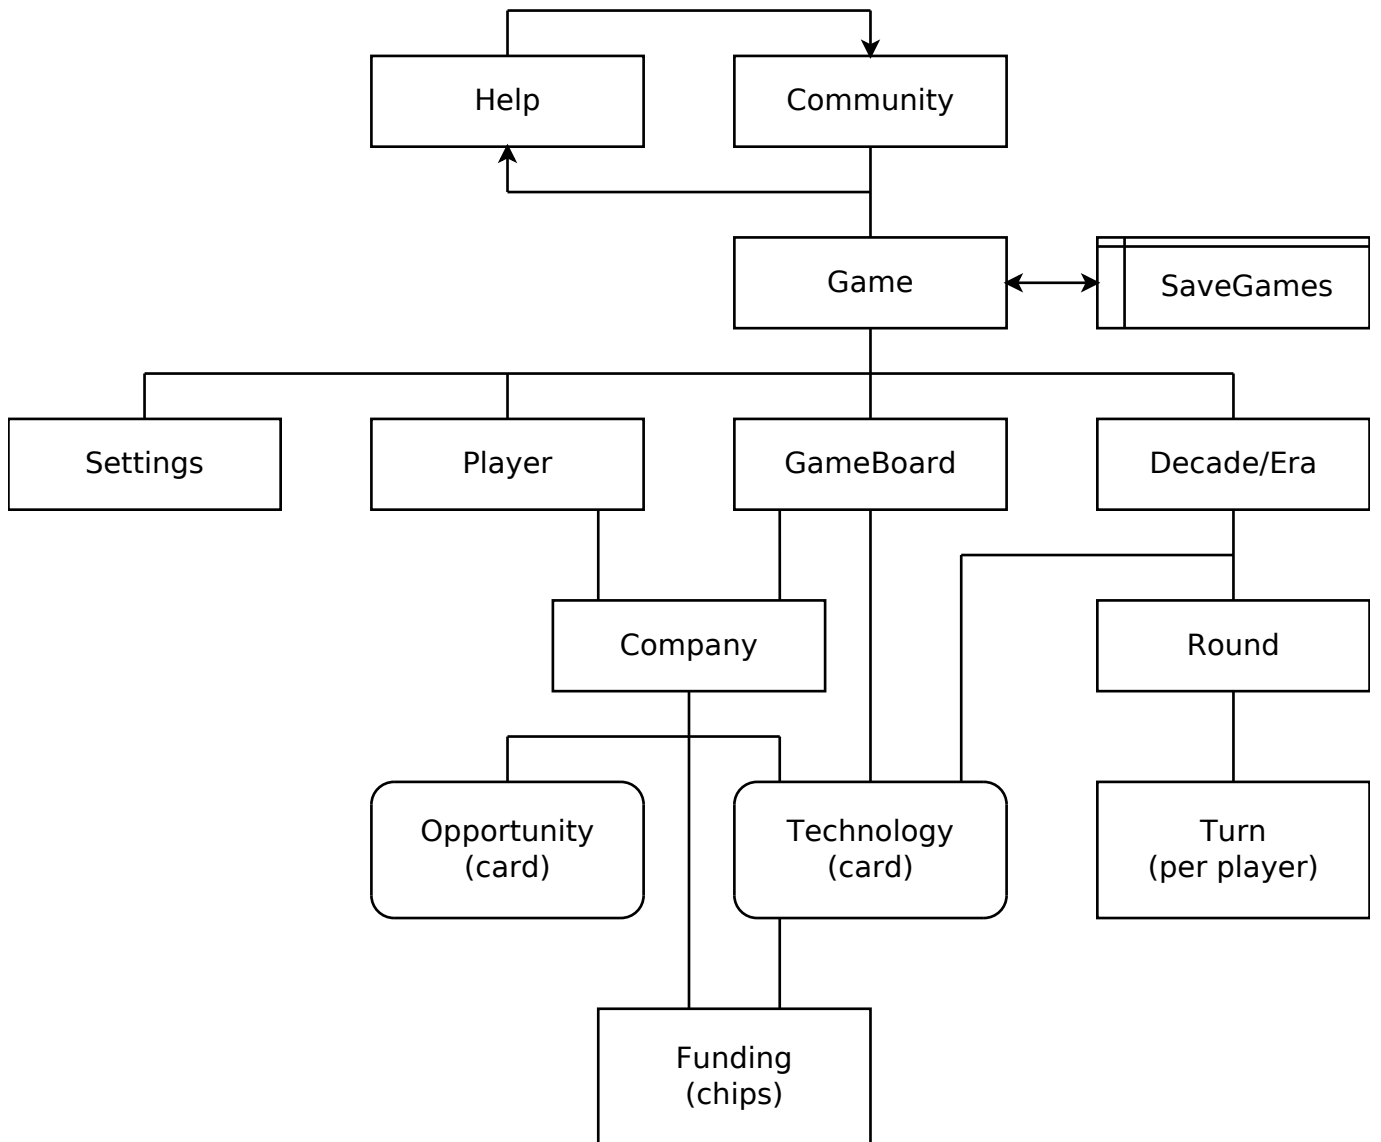 Help
Community
Game
SaveGames
Settings
Player
GameBoard
Decade/Era
Company
Round
Opportunity
(card)
Technology
(card)
Turn
(per player)
Funding
(chips)